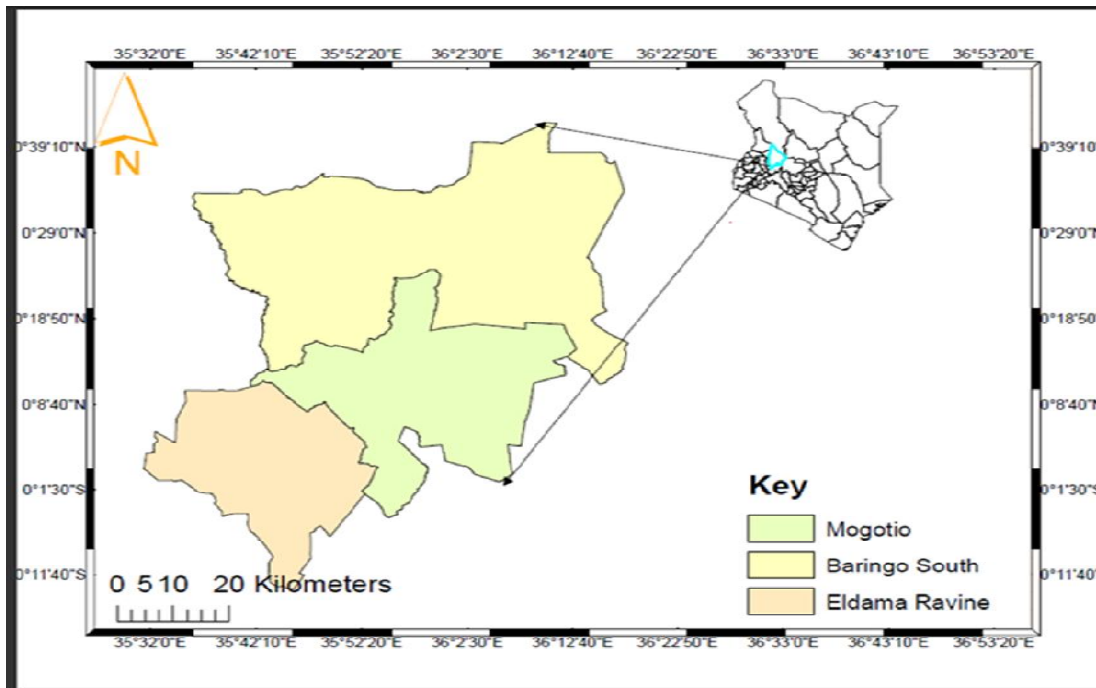 35°32'0"E 35°42'10"E 35°52'20"E 36°2'30"E 36°12'40"E 36°22'50"E 36°33'0"E 36°43'10"E 36°53'20"E
N
0°39'10"N 0°39'10"N
0°29'0"N 0°29'0"N
0°18'50"N 0°18'50"N
0°8'40"N 0°8'40"N
0°1'30"S 0°1'30"S
0°11'40"S 0°11'40"
Key
Mogotio
Baringo South
Eldama Ravine
0 5 10 20 Kilometers
35°32'0"E 35°42'10"E 35°52'20"E 36°2'30"E 36°12'40"E 36°22'50"E 36°33'0"E 36°43'10"E 36°53'20"E